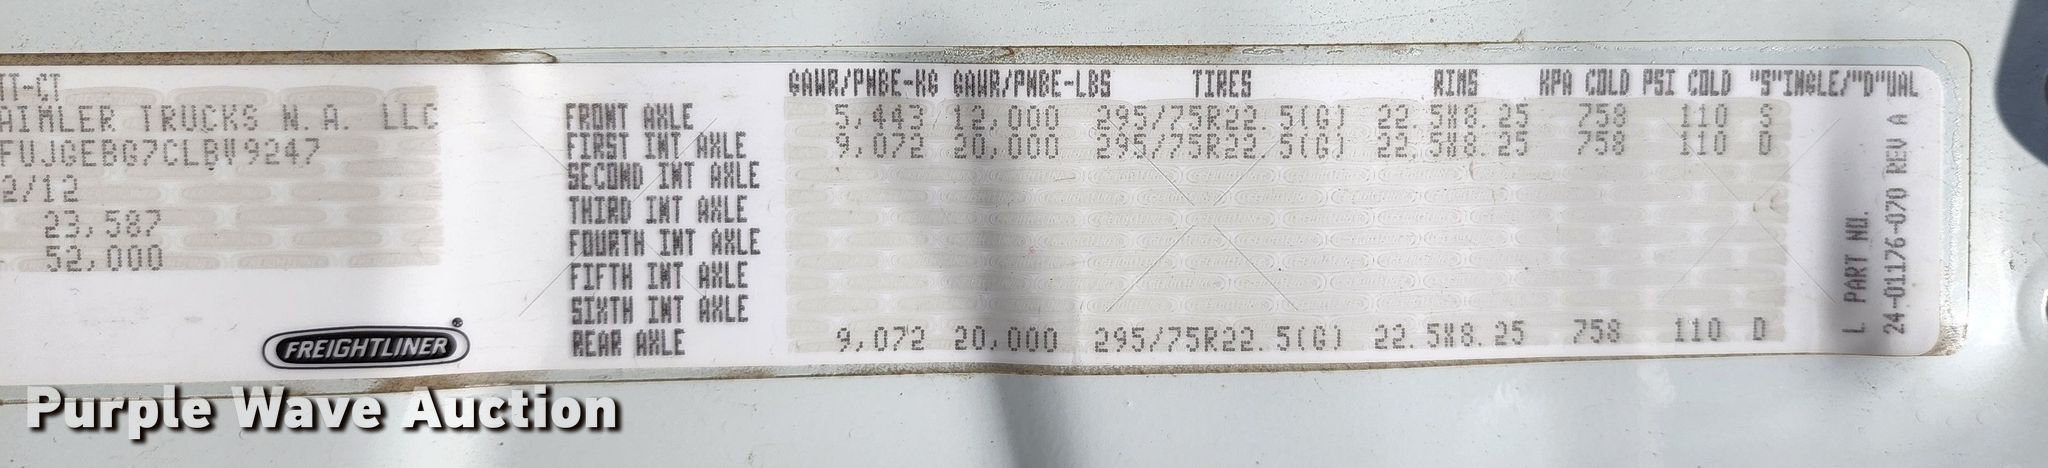 TT-CT
AIMLER TRUCKS N.A. LLC
FUJGEBG7CLBV9247
2/12
23,587
52,000
FREIGHTLINER®
GAWR/PNBE-KG GAWR/PNBE-LBS TIRES RIMS KPA COLD PSI COLD "S"INGLE/"D"UAL
FRONT AXLE 5,443 12,000 295/75R22.5(G) 22.5X8.25 758 110 S
FIRST INT AXLE 9,072 20,000 295/75R22.5(G) 22.5X8.25 758 110 D
SECOND INT AXLE
THIRD INT AXLE
FOURTH INT AXLE
FIFTH INT AXLE
SIXTH INT AXLE
REAR AXLE 9,072 20,000 295/75R22.5(G) 22.5X8.25 758 110 D
L PART NO.
24-01176-070 REV A
Purple Wave Auction